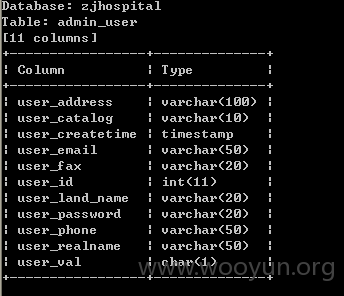 Database: zjhospital
Table: admin_user
[11 columns]
+----------------+--------------+
| Column | Type |
+----------------+--------------+
| user_address | varchar(100) |
| user_catalog | varchar(10) |
| user_createtime | timestamp |
| user_email | varchar(50) |
| user_fax | varchar(20) |
| user_id | int(11) |
| user_land_name | varchar(20) |
| user_password | varchar(20) |
| user_phone | varchar(50) |
| user_realname | varchar(50) |
| user_val | char(1) |
+----------------+--------------+
www.wooyun.org